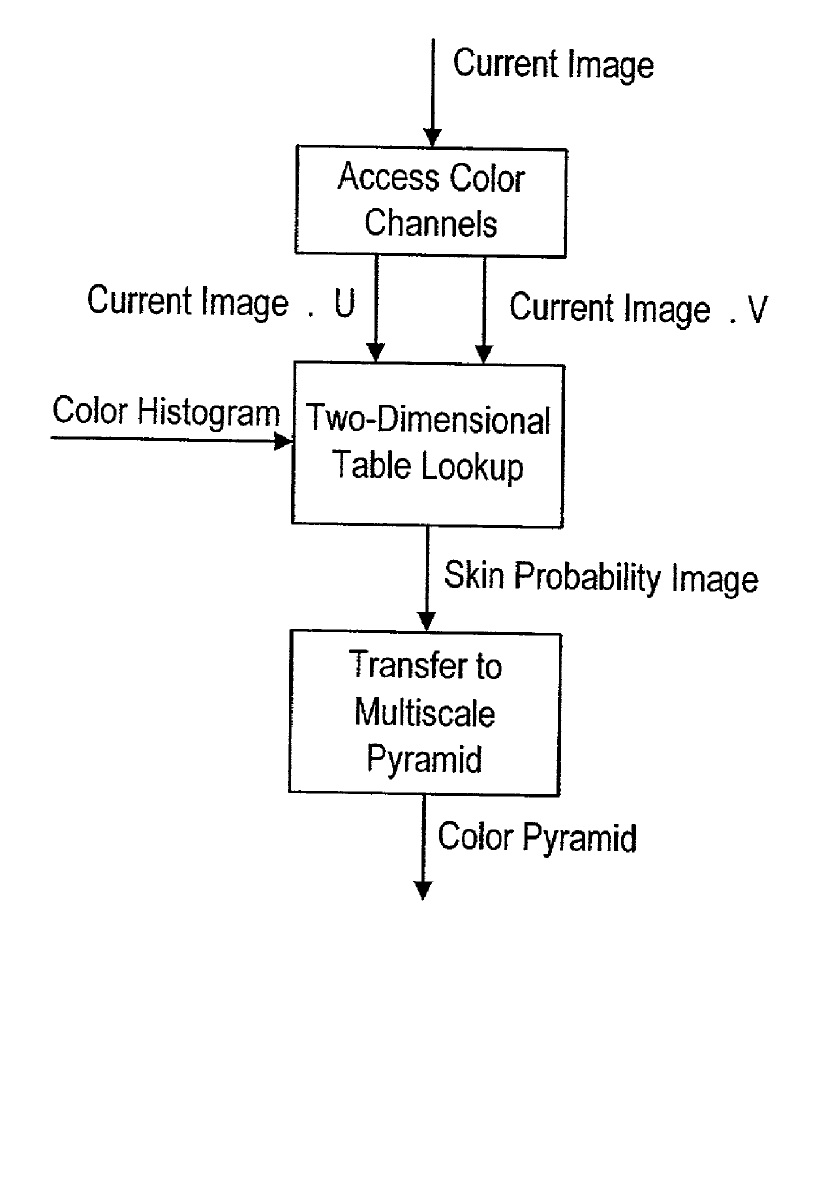 Current Image
Access Color
Channels
Current Image . U
Current Image . V
Color Histogram
Two-Dimensional
Table Lookup
Skin Probability Image
Transfer to
Multiscale
Pyramid
Color Pyramid